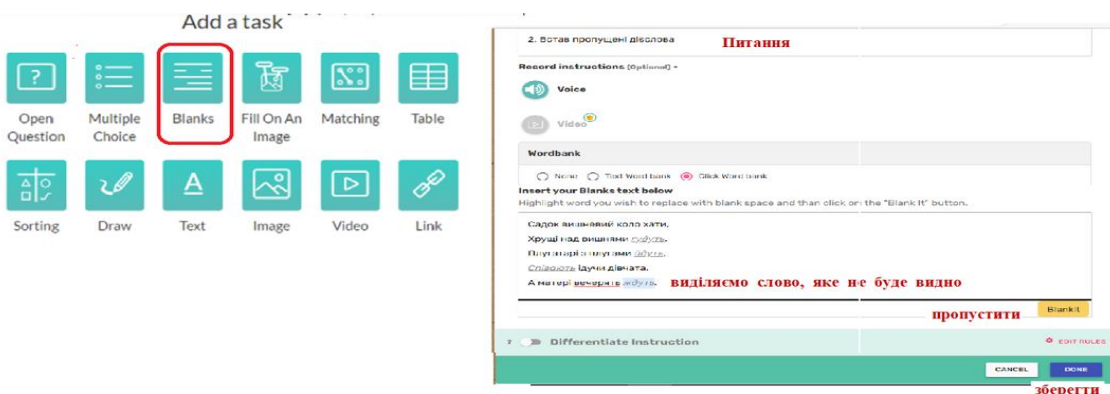 Add a task
?
Open Question
Multiple Choice
Blanks
Fill On An Image
Matching
Table
Sorting
Draw
A
Text
Image
Video
Link
2. Встав пропущені дієслова
Питання
Record instructions (Optional)
Voice
Video
Wordbank
None Text Word bank Click Word bank
Insert your Blanks text below
Highlight word you wish to replace with blank space and than click on the "Blank It" button.
Садок вишневий коло хати,
Хрущі над вишнями гудуть.
Плугатарі з плугами йдуть,
Співають ідучи дівчата,
А матері вечерять ждуть. виділяємо слово, яке не буде видно
пропустити
Blank It
Differentiate Instruction
EDIT RULES
CANCEL DONE
зберегти